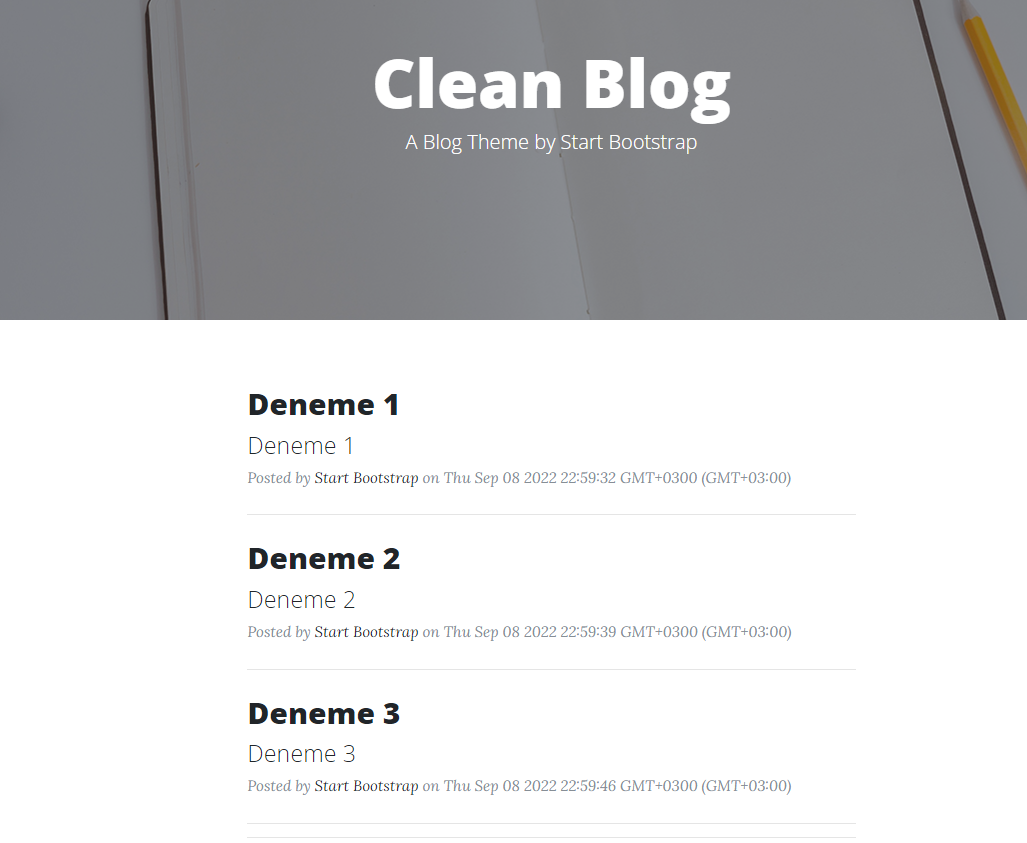 Clean Blog
A Blog Theme by Start Bootstrap
Deneme 1
Deneme 1
Posted by Start Bootstrap on Thu Sep 08 2022 22:59:32 GMT+0300 (GMT+03:00)
Deneme 2
Deneme 2
Posted by Start Bootstrap on Thu Sep 08 2022 22:59:39 GMT+0300 (GMT+03:00)
Deneme 3
Deneme 3
Posted by Start Bootstrap on Thu Sep 08 2022 22:59:46 GMT+0300 (GMT+03:00)